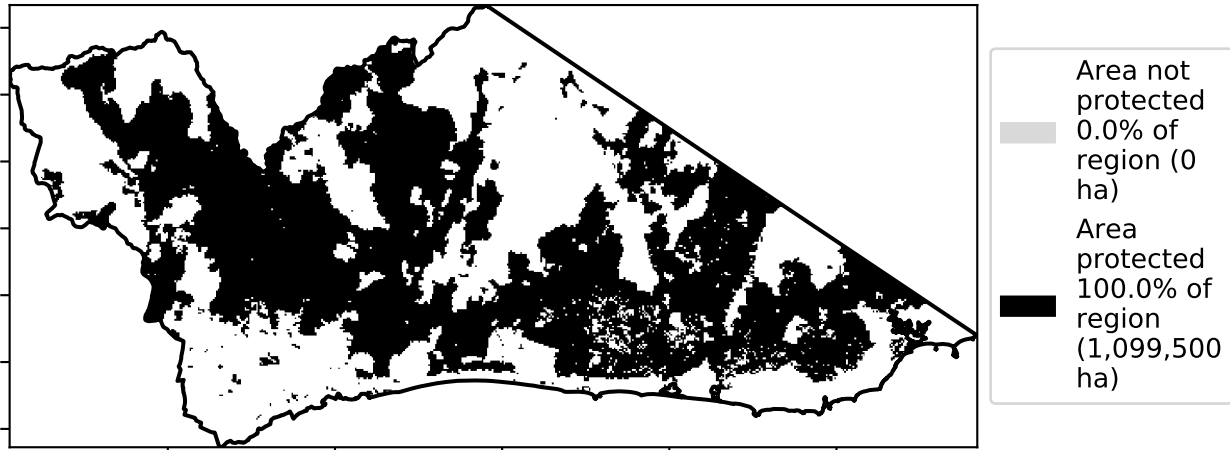 Area not
protected
0.0% of
region (0
ha)
Area
protected
100.0% of
region
(1,099,500
ha)